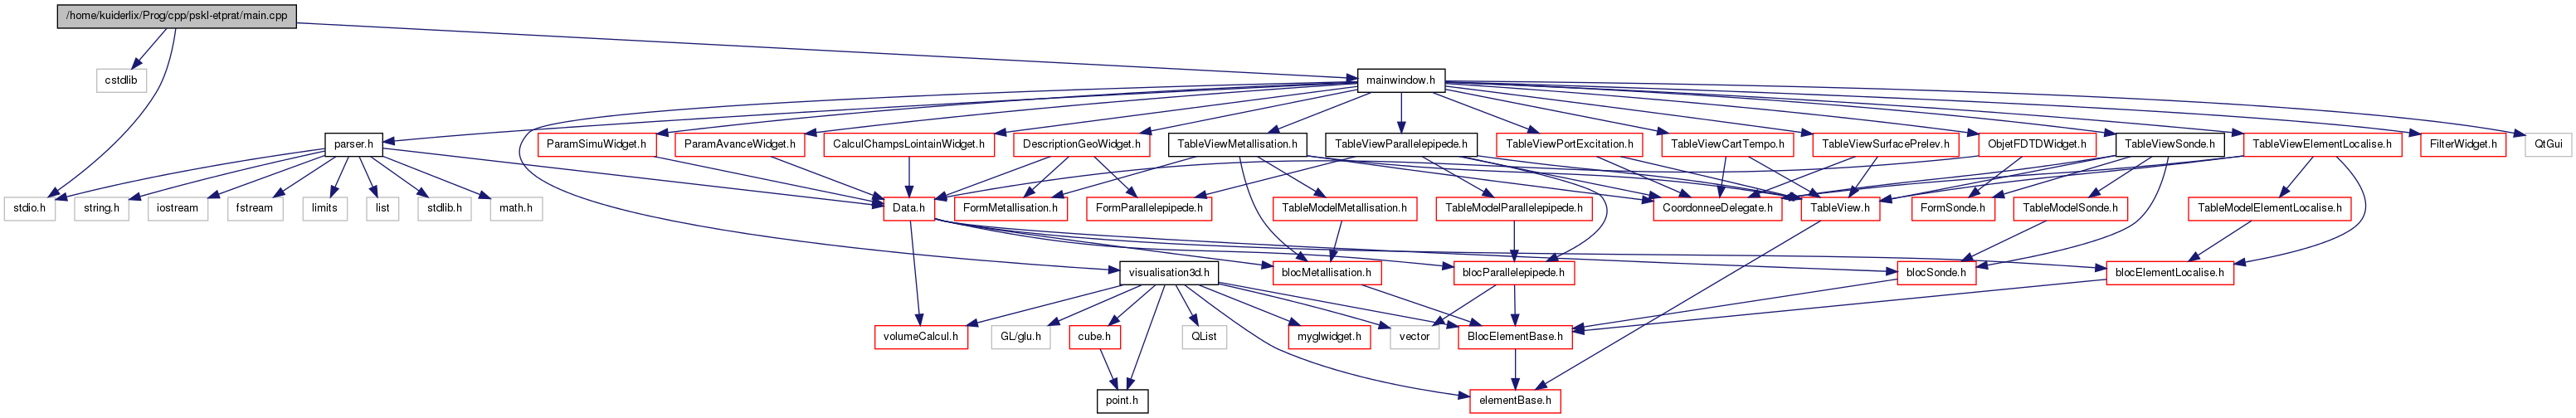 /home/kuiderlix/Prog/cpp/pskl-etprat/main.cpp
cstdlib
mainwindow.h
parser.h
ParamSimuWidget.h
ParamAvanceWidget.h
CalculChampsLointainWidget.h
DescriptionGeoWidget.h
TableViewMetallisation.h
TableViewParallelepipede.h
TableViewPortExcitation.h
TableViewCartTempo.h
TableViewSurfacePrelev.h
ObjetFDTDWidget.h
TableViewSonde.h
TableViewElementLocalise.h
FilterWidget.h
QtGui
stdio.h
string.h
iostream
fstream
limits
list
stdlib.h
math.h
Data.h
FormMetallisation.h
FormParallelepipede.h
TableModelMetallisation.h
TableModelParallelepipede.h
CoordonneeDelegate.h
TableView.h
FormSonde.h
TableModelSonde.h
TableModelElementLocalise.h
visualisation3d.h
blocMetallisation.h
blocParallelepipede.h
blocSonde.h
blocElementLocalise.h
volumeCalcul.h
GL/glu.h
cube.h
QList
myglwidget.h
vector
BlocElementBase.h
point.h
elementBase.h